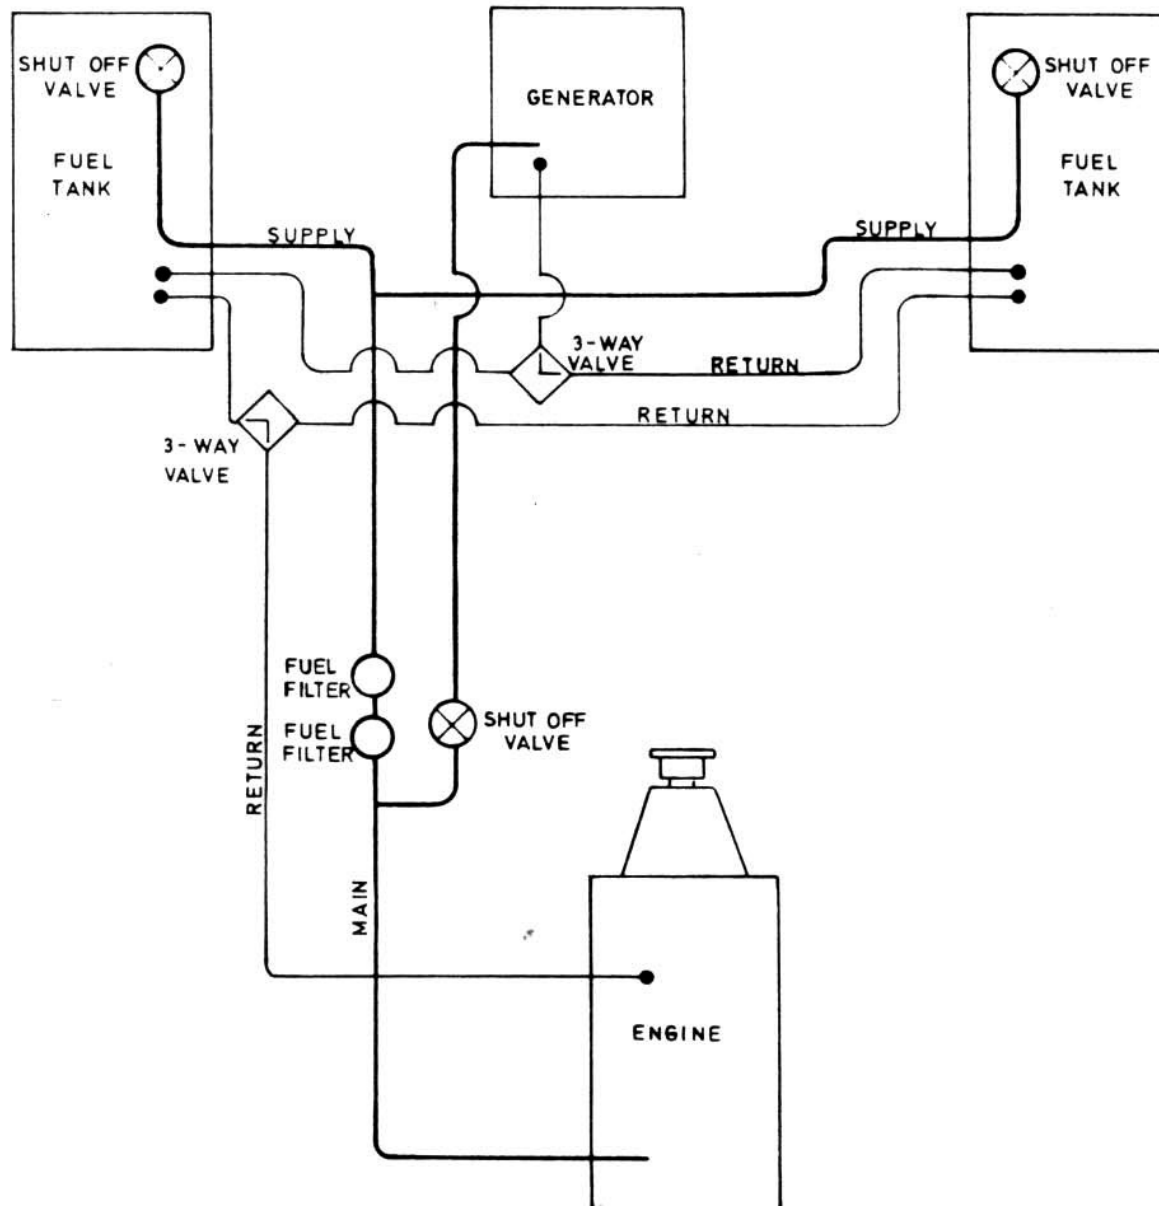 SHUT OFF
VALVE
FUEL
TANK
GENERATOR
SHUT OFF
VALVE
FUEL
TANK
SUPPLY
SUPPLY
3-WAY
VALVE
RETURN
RETURN
3-WAY
VALVE
FUEL
FILTER
FUEL
FILTER
SHUT OFF
VALVE
RETURN
MAIN
ENGINE